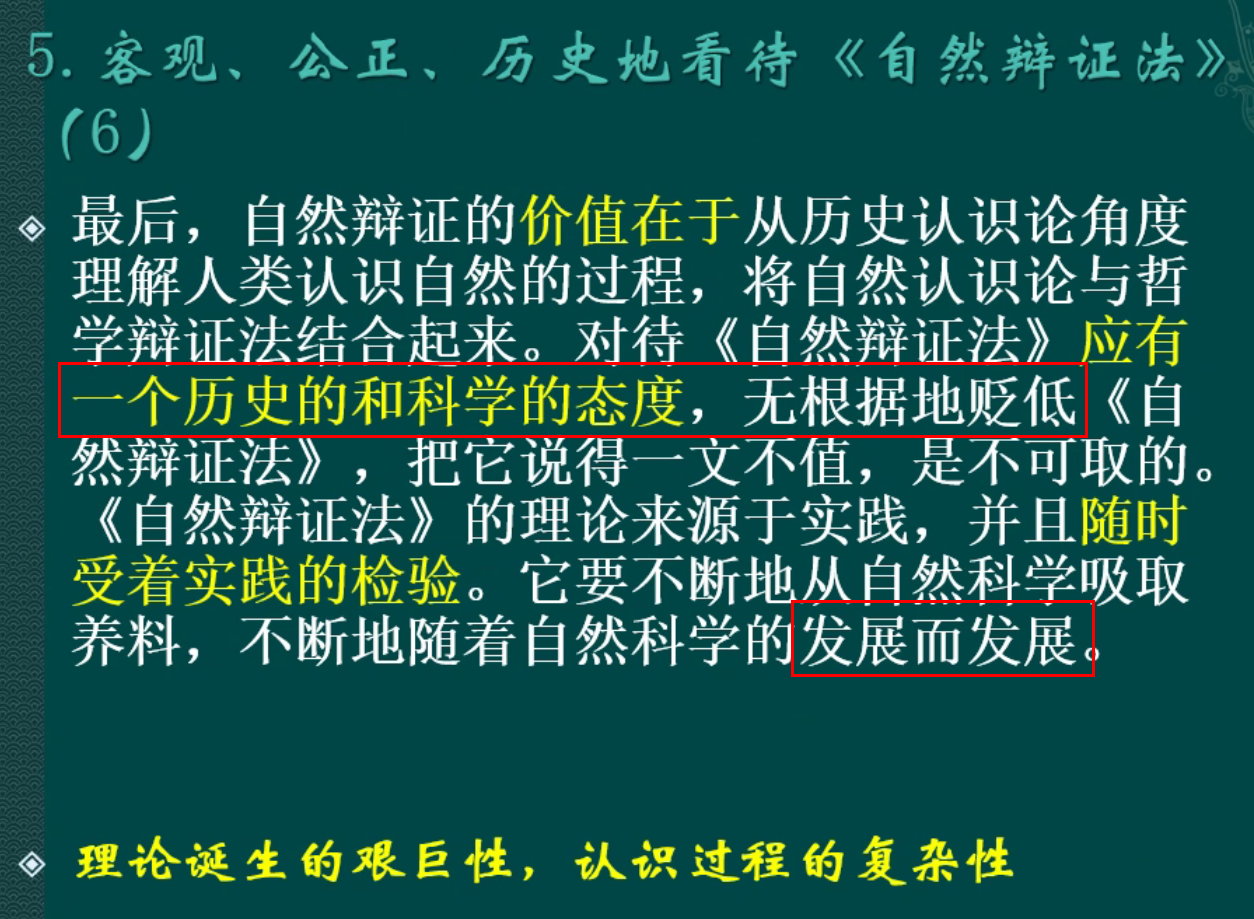 5. 客观、公正、历史地看待《自然辩证法》
(6)
最后，自然辩证的价值在于从历史认识论角度
理解人类认识自然的过程，将自然认识论与哲
学辩证法结合起来。对待《自然辩证法》应有
一个历史的和科学的态度，无根据地贬低《自
然辩证法》，把它说得一文不值，是不可取的。
《自然辩证法》的理论来源于实践，并且随时
受着实践的检验。它要不断地从自然科学吸取
养料，不断地随着自然科学的发展而发展。
理论诞生的艰巨性，认识过程的复杂性